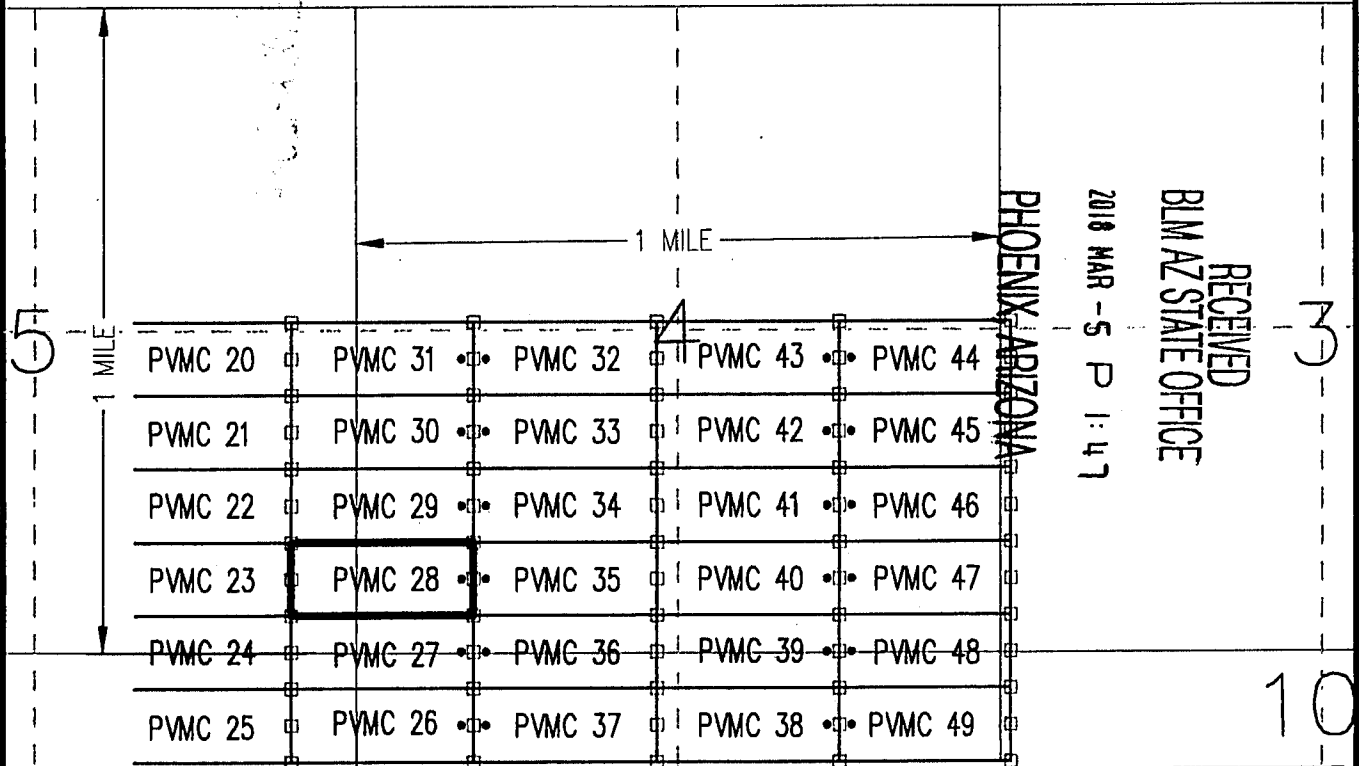 1 MILE
1 MILE
5
4
3
10
PVMC 20 PVMC 31 PVMC 32 PVMC 43 PVMC 44
PVMC 21 PVMC 30 PVMC 33 PVMC 42 PVMC 45
PVMC 22 PVMC 29 PVMC 34 PVMC 41 PVMC 46
PVMC 23 PVMC 28 PVMC 35 PVMC 40 PVMC 47
PVMC 24 PVMC 27 PVMC 36 PVMC 39 PVMC 48
PVMC 25 PVMC 26 PVMC 37 PVMC 38 PVMC 49
RECEIVED
BLM AZ STATE OFFICE
2018 MAR -5 P 1:47
PHOENIX, ARIZONA